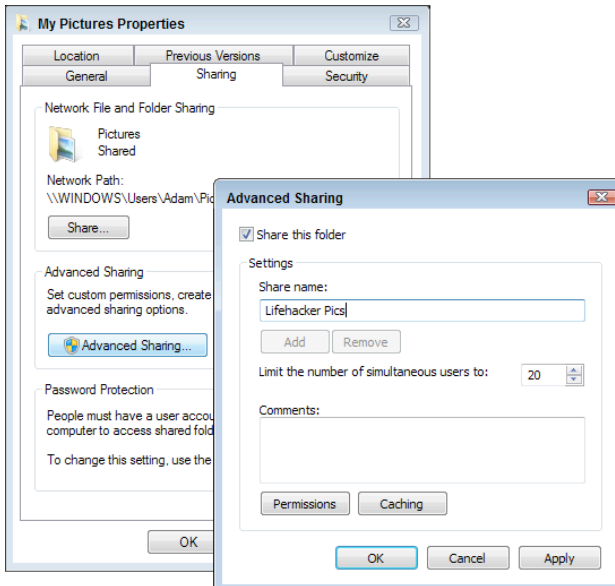 My Pictures Properties
Location Previous Versions Customize
General Sharing Security
Network File and Folder Sharing
Pictures
Shared
Network Path:
\\WINDOWS\Users\Adam\Pic
Share...
Advanced Sharing
Set custom permissions, create
advanced sharing options.
Advanced Sharing...
Password Protection
People must have a user accou
computer to access shared fold
To change this setting, use the
OK
Advanced Sharing
Share this folder
Settings
Share name:
Lifehacker Pics
Add Remove
Limit the number of simultaneous users to: 20
Comments:
Permissions Caching
OK Cancel Apply